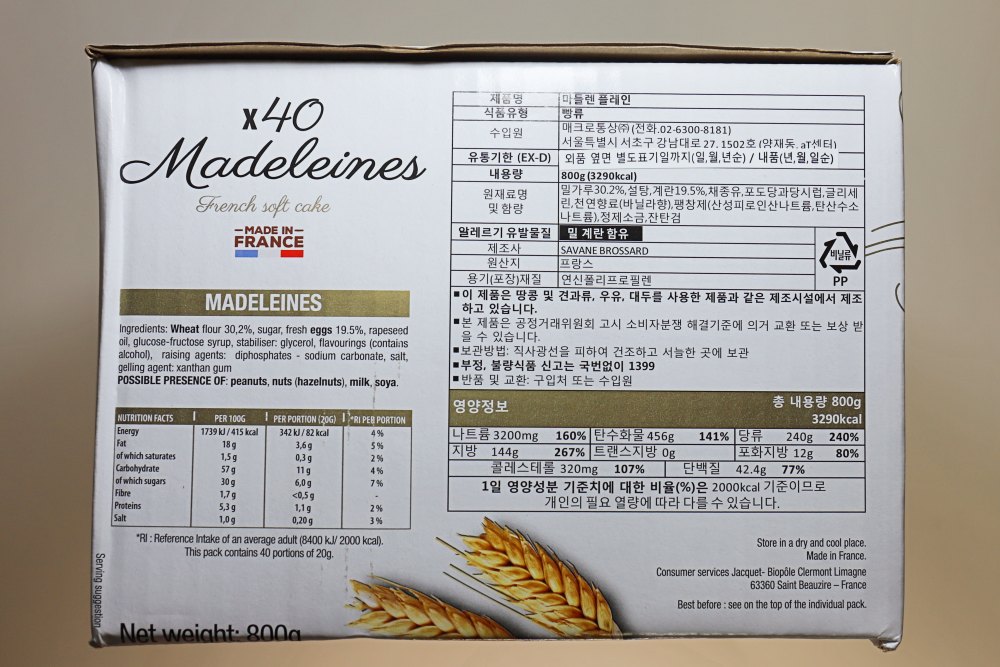 x40
Madeleines
French soft cake
MADE IN
FRANCE
MADELEINES
Ingredients: Wheat flour 30,2%, sugar, fresh eggs 19.5%, rapeseed
oil, glucose-fructose syrup, stabiliser: glycerol, flavourings (contains
alcohol), raising agents: diphosphates - sodium carbonate, salt,
gelling agent: xanthan gum
POSSIBLE PRESENCE OF: peanuts, nuts (hazelnuts), milk, soya.
NUTRITION FACTS PER 100G PER PORTION (20G) *RI PER PORTION
Energy 1739 kJ / 415 kcal 342 kJ / 82 kcal 4 %
Fat 18 g 3,6 g 5 %
of which saturates 1,5 g 0,3 g 2 %
Carbohydrate 57 g 11 g 4 %
of which sugars 30 g 6,0 g 7 %
Fibre 1,7 g <0,5 g -
Proteins 5,3 g 1,1 g 2 %
Salt 1,0 g 0,20 g 3 %
*RI : Reference Intake of an average adult (8400 kJ/ 2000 kcal).
This pack contains 40 portions of 20g.
Serving suggestion
Net weight: 800g
제품명 마들렌 플레인
식품유형 빵류
수입원 매크로통상㈜ (전화.02-6300-8181)
서울특별시 서초구 강남대로 27, 1502호 (양재동, aT센터)
유통기한 (EX-D) 외품 옆면 별도표기일까지(일,월,년순) / 내품(년,월,일순)
내용량 800g (3290kcal)
원재료명 및 함량 밀가루30.2%,설탕,계란19.5%,채종유,포도당과당시럽,글리세
린,천연향료(바닐라향),팽창제(산성피로인산나트륨,탄산수소
나트륨),정제소금,잔탄검
알레르기 유발물질 밀 계란 함유
제조사 SAVANE BROSSARD
원산지 프랑스
용기(포장)재질 연신폴리프로필렌
비닐류
PP
■이 제품은 땅콩 및 견과류, 우유, 대두를 사용한 제품과 같은 제조시설에서 제조
하고 있습니다.
■본 제품은 공정거래위원회 고시 소비자분쟁 해결기준에 의거 교환 또는 보상 받
을 수 있습니다.
■보관방법: 직사광선을 피하여 건조하고 서늘한 곳에 보관
■부정, 불량식품 신고는 국번없이 1399
■반품 및 교환: 구입처 또는 수입원
영양정보 총 내용량 800g
3290kcal
나트륨 3200mg 160% 탄수화물 456g 141% 당류 240g 240%
지방 144g 267% 트랜스지방 0g 포화지방 12g 80%
콜레스테롤 320mg 107% 단백질 42.4g 77%
1일 영양성분 기준치에 대한 비율(%)은 2000kcal 기준이므로
개인의 필요 열량에 따라 다를 수 있습니다.
Store in a dry and cool place.
Made in France.
Consumer services Jacquet- Biopôle Clermont Limagne
63360 Saint Beauzire – France
Best before : see on the top of the individual pack.